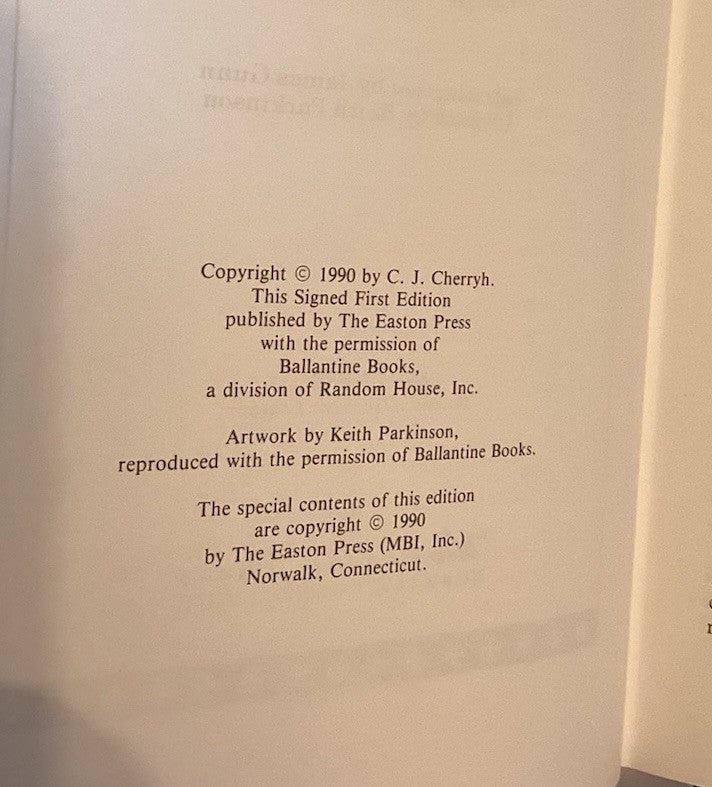 Copyright © 1990 by C. J. Cherryh.
This Signed First Edition
published by The Easton Press
with the permission of
Ballantine Books,
a division of Random House, Inc.
Artwork by Keith Parkinson,
reproduced with the permission of Ballantine Books.
The special contents of this edition
are copyright © 1990
by The Easton Press (MBI, Inc.)
Norwalk, Connecticut.